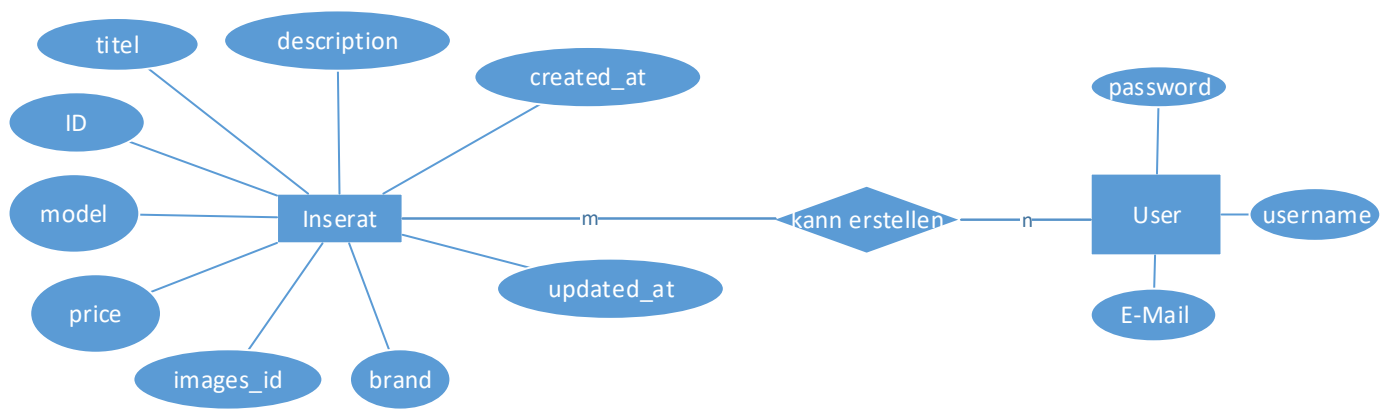 titel
description
created_at
password
ID
model
Inserat
m
kann erstellen
n
User
username
updated_at
price
E-Mail
images_id
brand